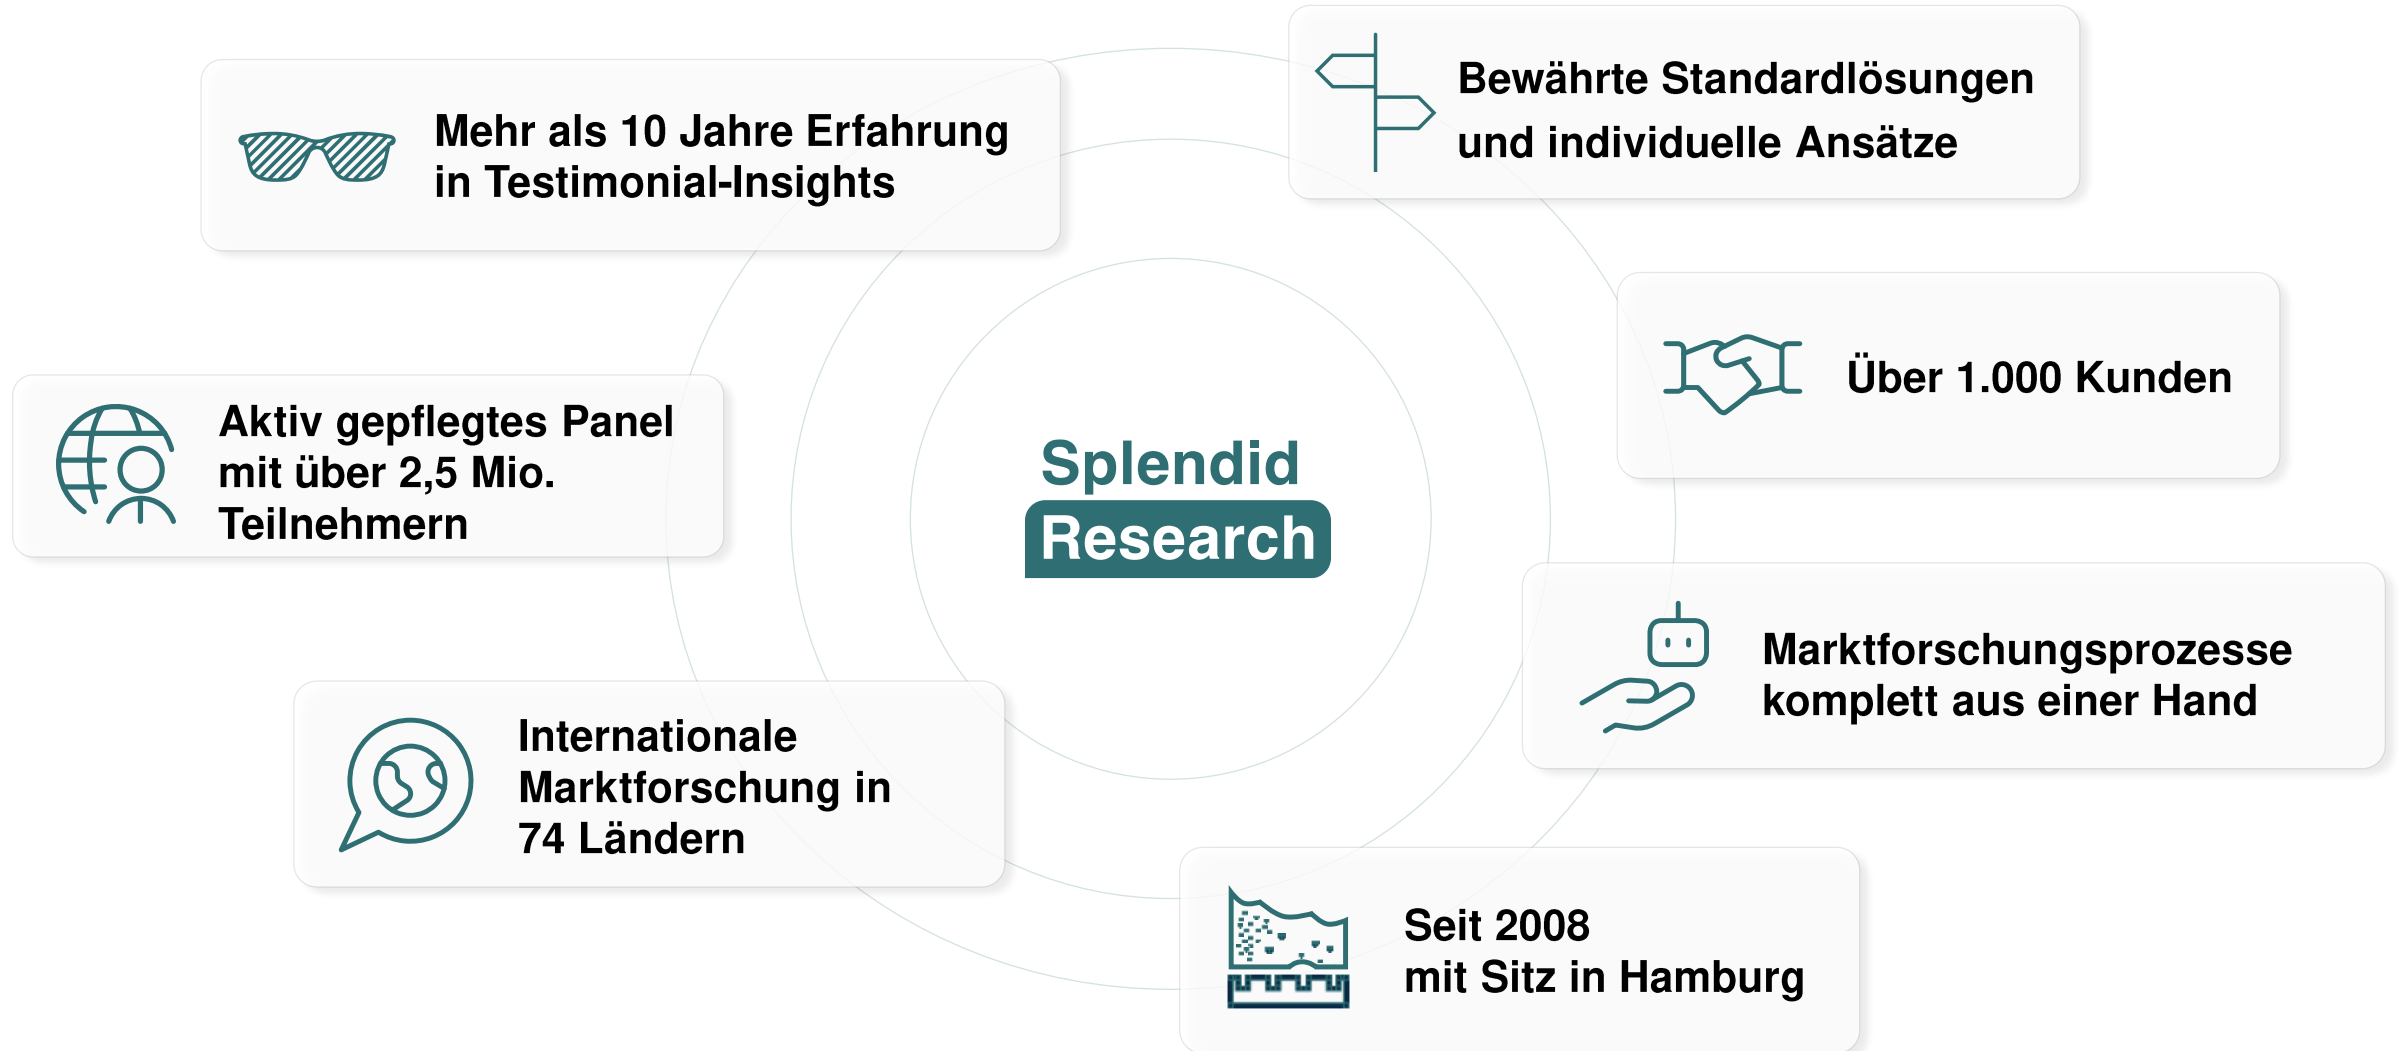 Mehr als 10 Jahre Erfahrung
in Testimonial-Insights
Bewährte Standardlösungen
und individuelle Ansätze
Über 1.000 Kunden
Aktiv gepflegtes Panel
mit über 2,5 Mio.
Teilnehmern
Splendid
Research
Marktforschungsprozesse
komplett aus einer Hand
Internationale
Marktforschung in
74 Ländern
Seit 2008
mit Sitz in Hamburg